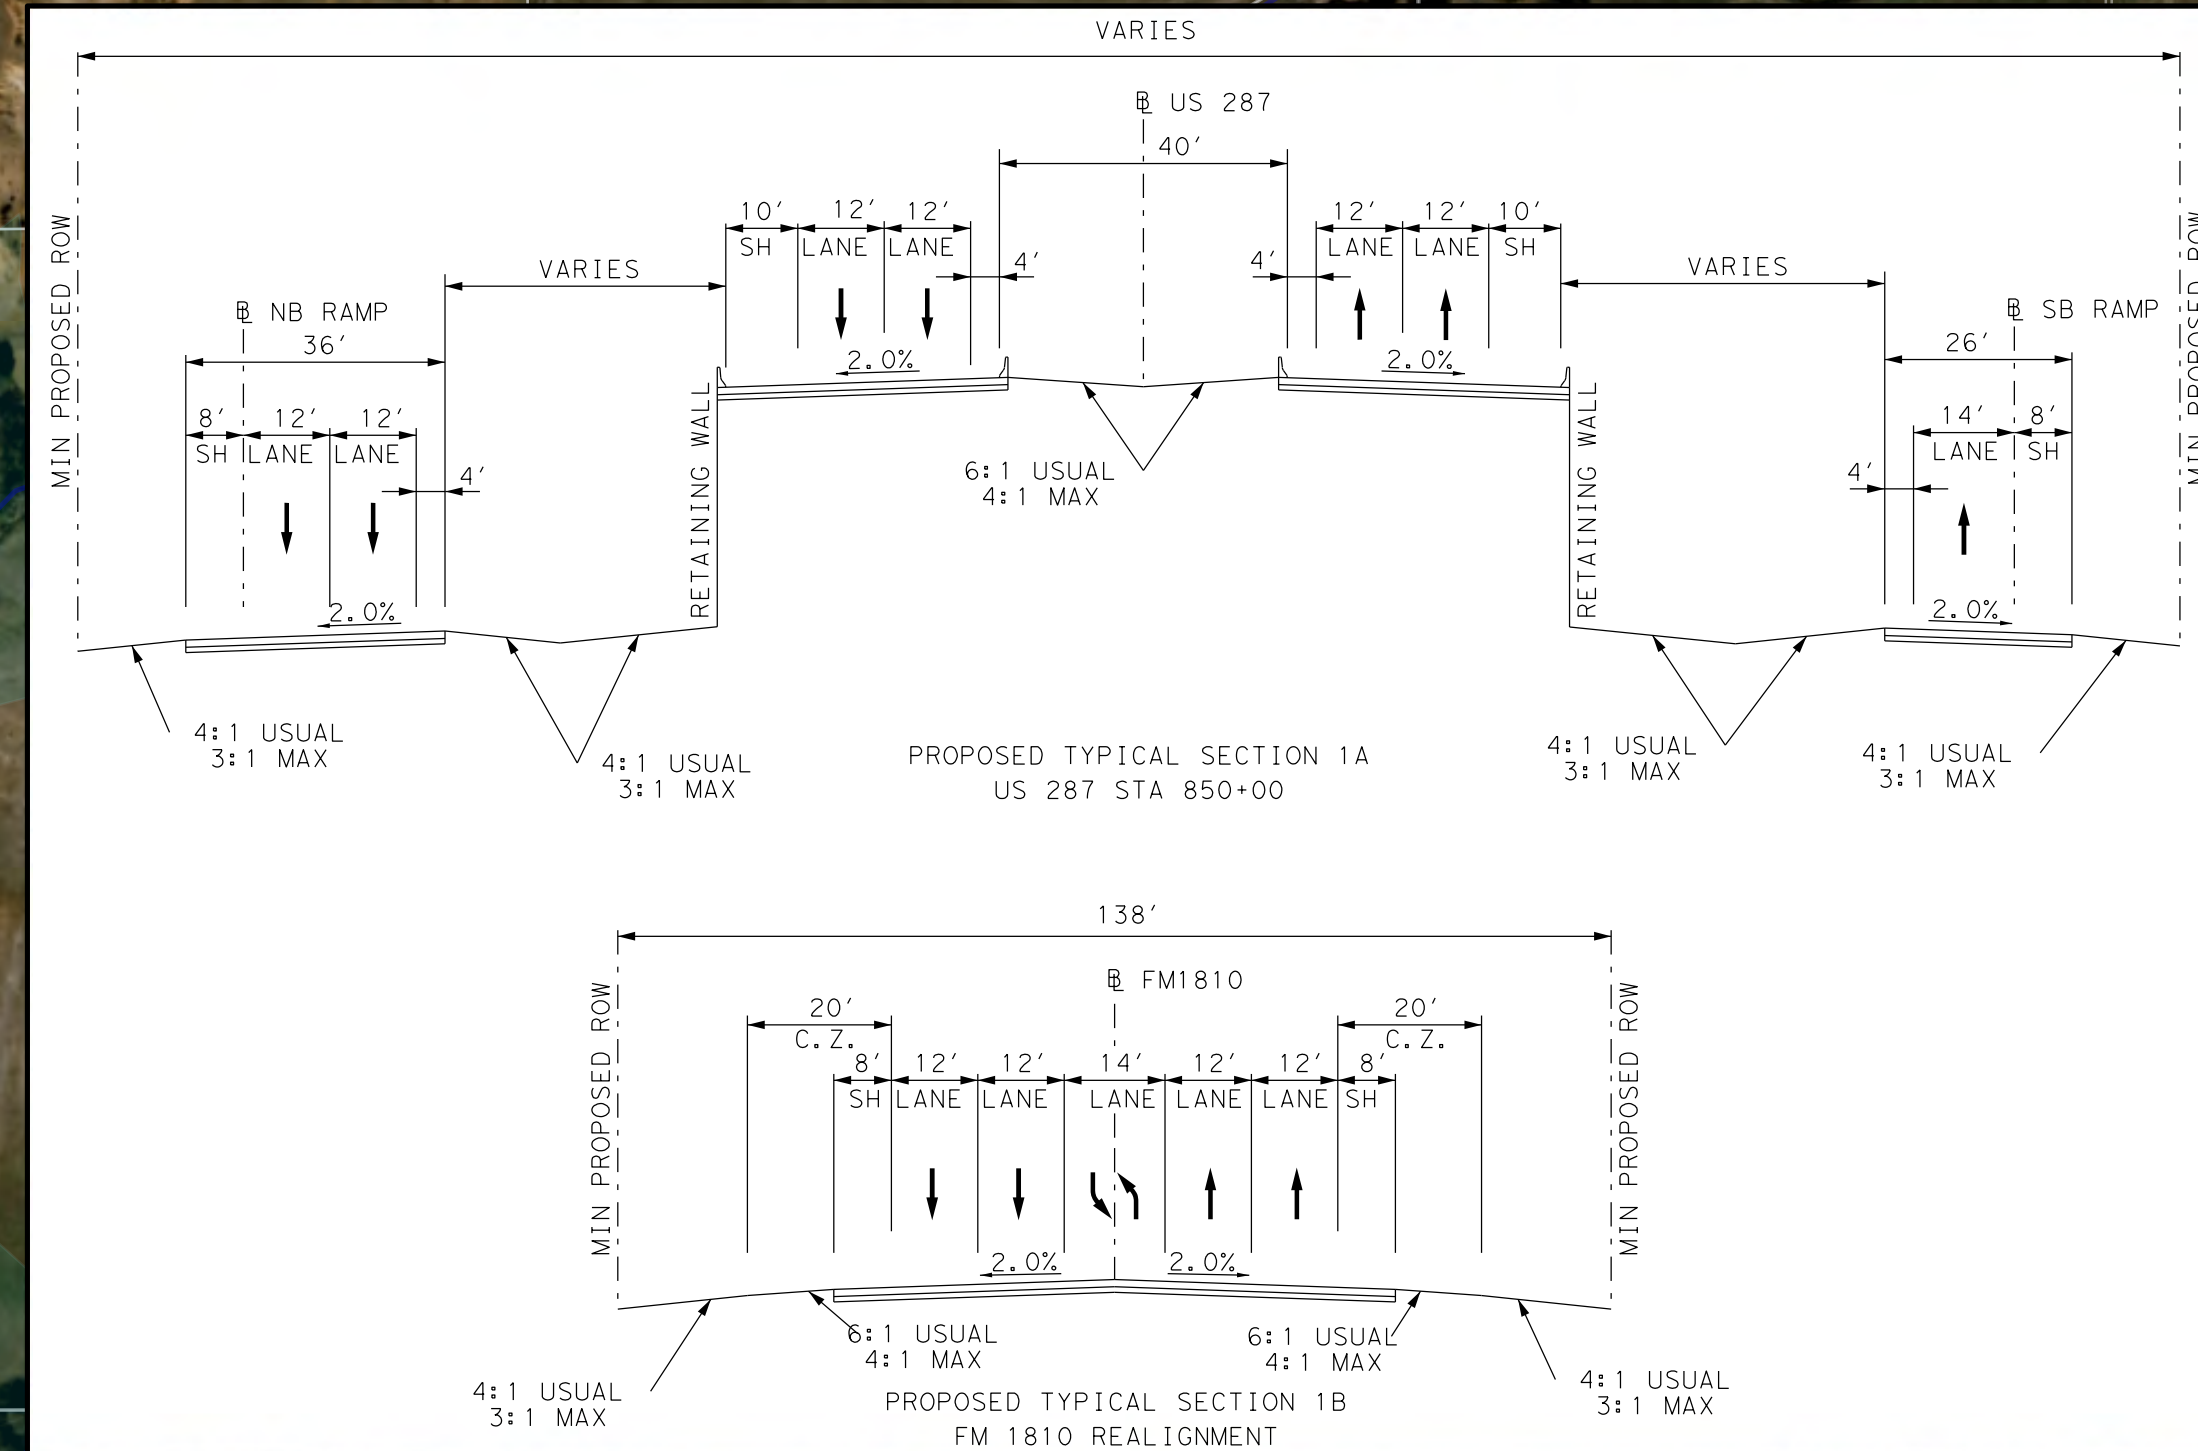 VARIES
℄ US 287
40'
10' 12' 12'
SH LANE LANE
4'
12' 12' 10'
LANE LANE SH
4'
VARIES
VARIES
MIN PROPOSED ROW
MIN PROPOSED ROW
℄ NB RAMP
36'
8' 12' 12'
SH LANE LANE
4'
2.0%
2.0%
2.0%
RETAINING WALL
RETAINING WALL
6:1 USUAL
4:1 MAX
℄ SB RAMP
26'
14' 8'
LANE SH
4'
2.0%
4:1 USUAL
3:1 MAX
4:1 USUAL
3:1 MAX
4:1 USUAL
3:1 MAX
4:1 USUAL
3:1 MAX
PROPOSED TYPICAL SECTION 1A
US 287 STA 850+00
138'
℄ FM1810
20'
C.Z.
20'
C.Z.
8' 12' 12' 14' 12' 12' 8'
SH LANE LANE LANE LANE LANE SH
MIN PROPOSED ROW
MIN PROPOSED ROW
2.0% 2.0%
6:1 USUAL
4:1 MAX
6:1 USUAL
4:1 MAX
4:1 USUAL
3:1 MAX
4:1 USUAL
3:1 MAX
PROPOSED TYPICAL SECTION 1B
FM 1810 REALIGNMENT